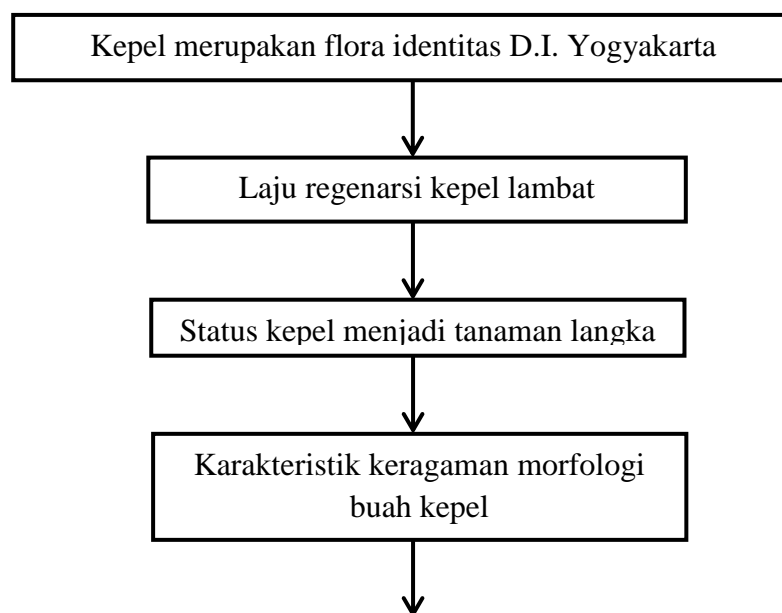 Kepel merupakan flora identitas D.I. Yogyakarta
Laju regenarsi kepel lambat
Status kepel menjadi tanaman langka
Karakteristik keragaman morfologi
buah kepel